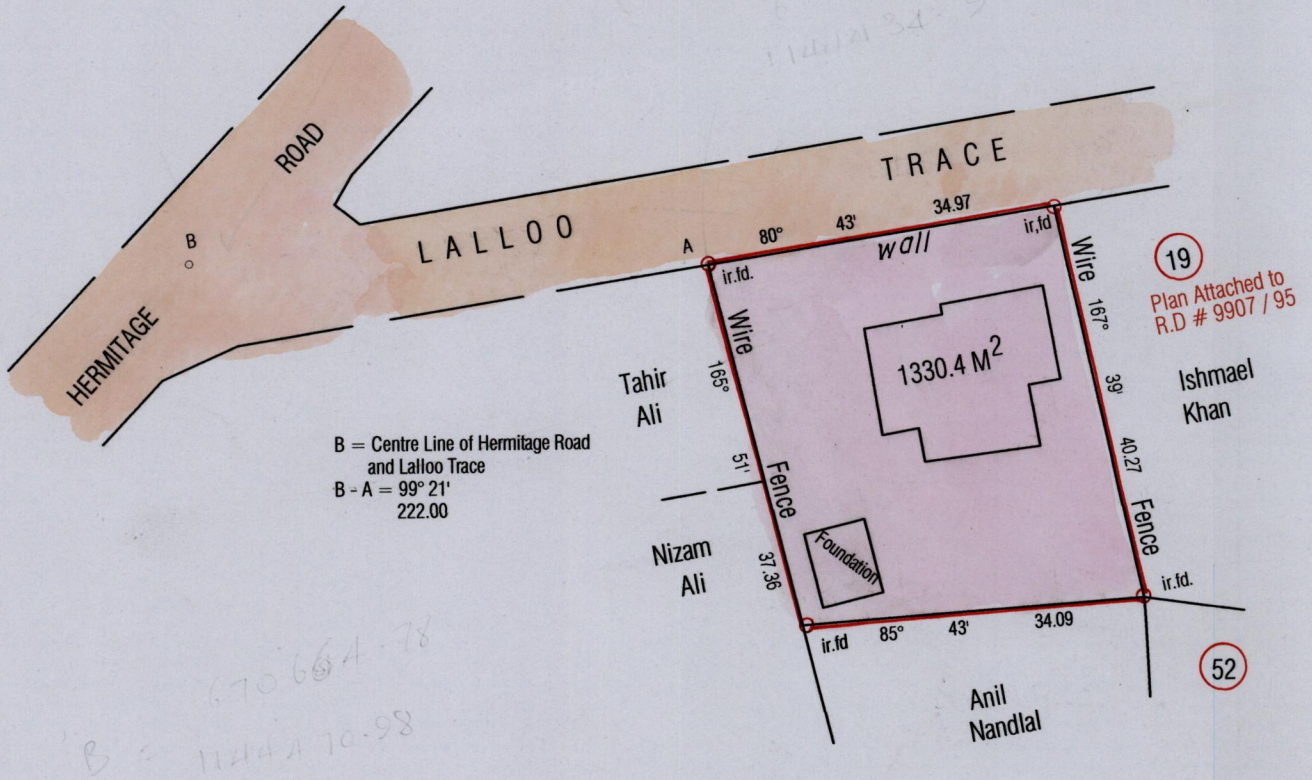 HERMITAGE ROAD
B
LALLOO TRACE
A
80° 43' 34.97
wall
ir.fd.
ir,fd
Wire Fence
165° 51' 37.36
Wire Fence
167° 39' 40.27
19
Plan Attached to
R.D # 9907 / 95
1330.4 M²
Tahir
Ali
Ishmael
Khan
B = Centre Line of Hermitage Road
and Lalloo Trace
B - A = 99° 21'
222.00
Nizam
Ali
Foundation
ir.fd
85° 43' 34.09
ir.fd.
52
Anil
Nandlal
670664.78